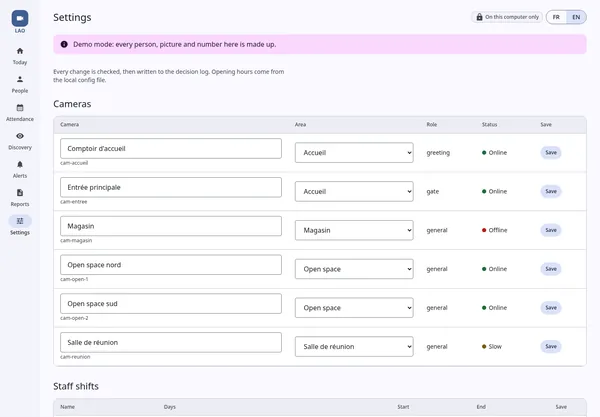 LAO
Today
People
Attendance
Discovery
Alerts
Reports
Settings
Settings
On this computer only
FR
EN
Demo mode: every person, picture and number here is made up.
Every change is checked, then written to the decision log. Opening hours come from
the local config file.
Cameras
Camera Area Role Status Save
Comptoir d'accueil Accueil greeting Online Save
cam-accueil
Entrée principale Accueil gate Online Save
cam-entree
Magasin Magasin general Offline Save
cam-magasin
Open space nord Open space general Online Save
cam-open-1
Open space sud Open space general Online Save
cam-open-2
Salle de réunion Salle de réunion general Slow Save
cam-reunion
Staff shifts
Name Days Start End Save